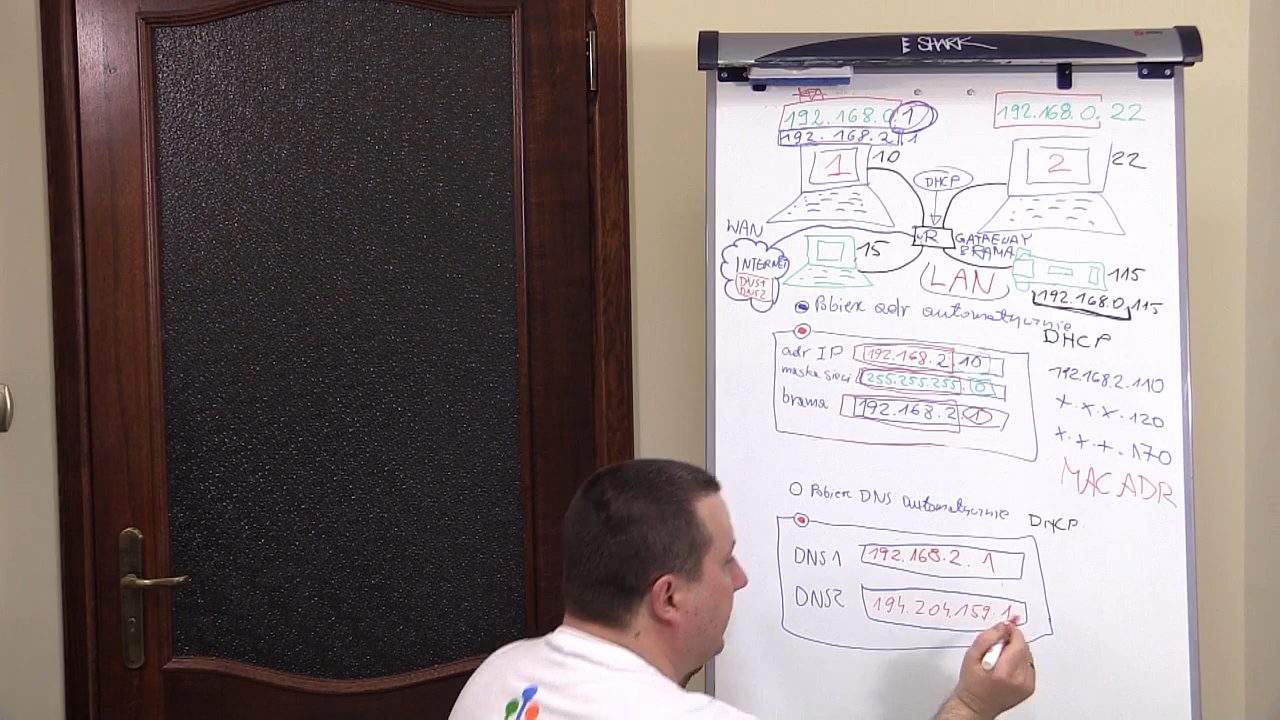 E SHARK
192.168.0.1
192.168.0.22
192.168.2.1
1
10
DHCP
2
22
WAN
R
GATEWAY
BRAMA
INTERNET
DNS1
DNS2
15
LAN
115
192.168.0.115
Pobierz adr automatycznie
DHCP
adr IP 192.168.2.10
maska sieci 255.255.255.0
brama 192.168.2.1
192.168.2.110
x.x.x.120
x.x.x.170
MAC ADR
Pobierz DNS automatycznie DHCP
DNS1 192.168.2.1
DNS2 194.204.159.1